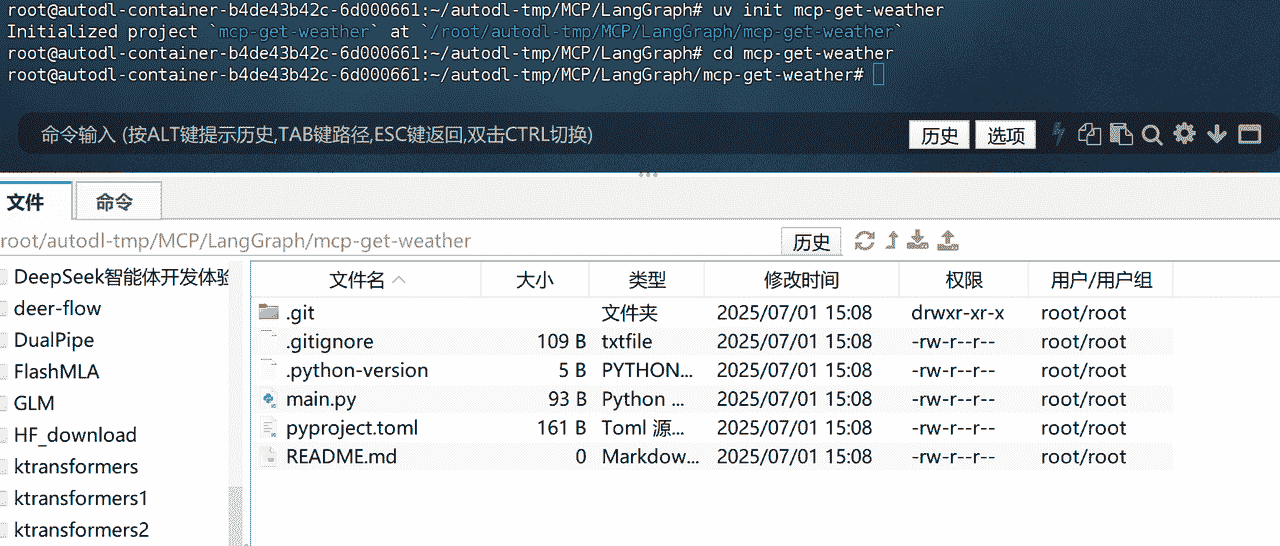 root@autodl-container-b4de43b42c-6d000661:~/autodl-tmp/MCP/LangGraph# uv init mcp-get-weather
Initialized project `mcp-get-weather` at `/root/autodl-tmp/MCP/LangGraph/mcp-get-weather`
root@autodl-container-b4de43b42c-6d000661:~/autodl-tmp/MCP/LangGraph# cd mcp-get-weather
root@autodl-container-b4de43b42c-6d000661:~/autodl-tmp/MCP/LangGraph/mcp-get-weather#
命令输入 (按ALT键提示历史,TAB键路径,ESC键返回,双击CTRL切换) 历史 选项
文件 命令
root/autodl-tmp/MCP/LangGraph/mcp-get-weather 历史
DeepSeek智能体开发体验
deer-flow
DualPipe
FlashMLA
GLM
HF_download
ktransformers
ktransformers1
ktransformers2
文件名 大小 类型 修改时间 权限 用户/用户组
.git 文件夹 2025/07/01 15:08 drwxr-xr-x root/root
.gitignore 109 B txtfile 2025/07/01 15:08 -rw-r--r-- root/root
.python-version 5 B PYTHON... 2025/07/01 15:08 -rw-r--r-- root/root
main.py 93 B Python ... 2025/07/01 15:08 -rw-r--r-- root/root
pyproject.toml 161 B Toml 源... 2025/07/01 15:08 -rw-r--r-- root/root
README.md 0 Markdow... 2025/07/01 15:08 -rw-r--r-- root/root